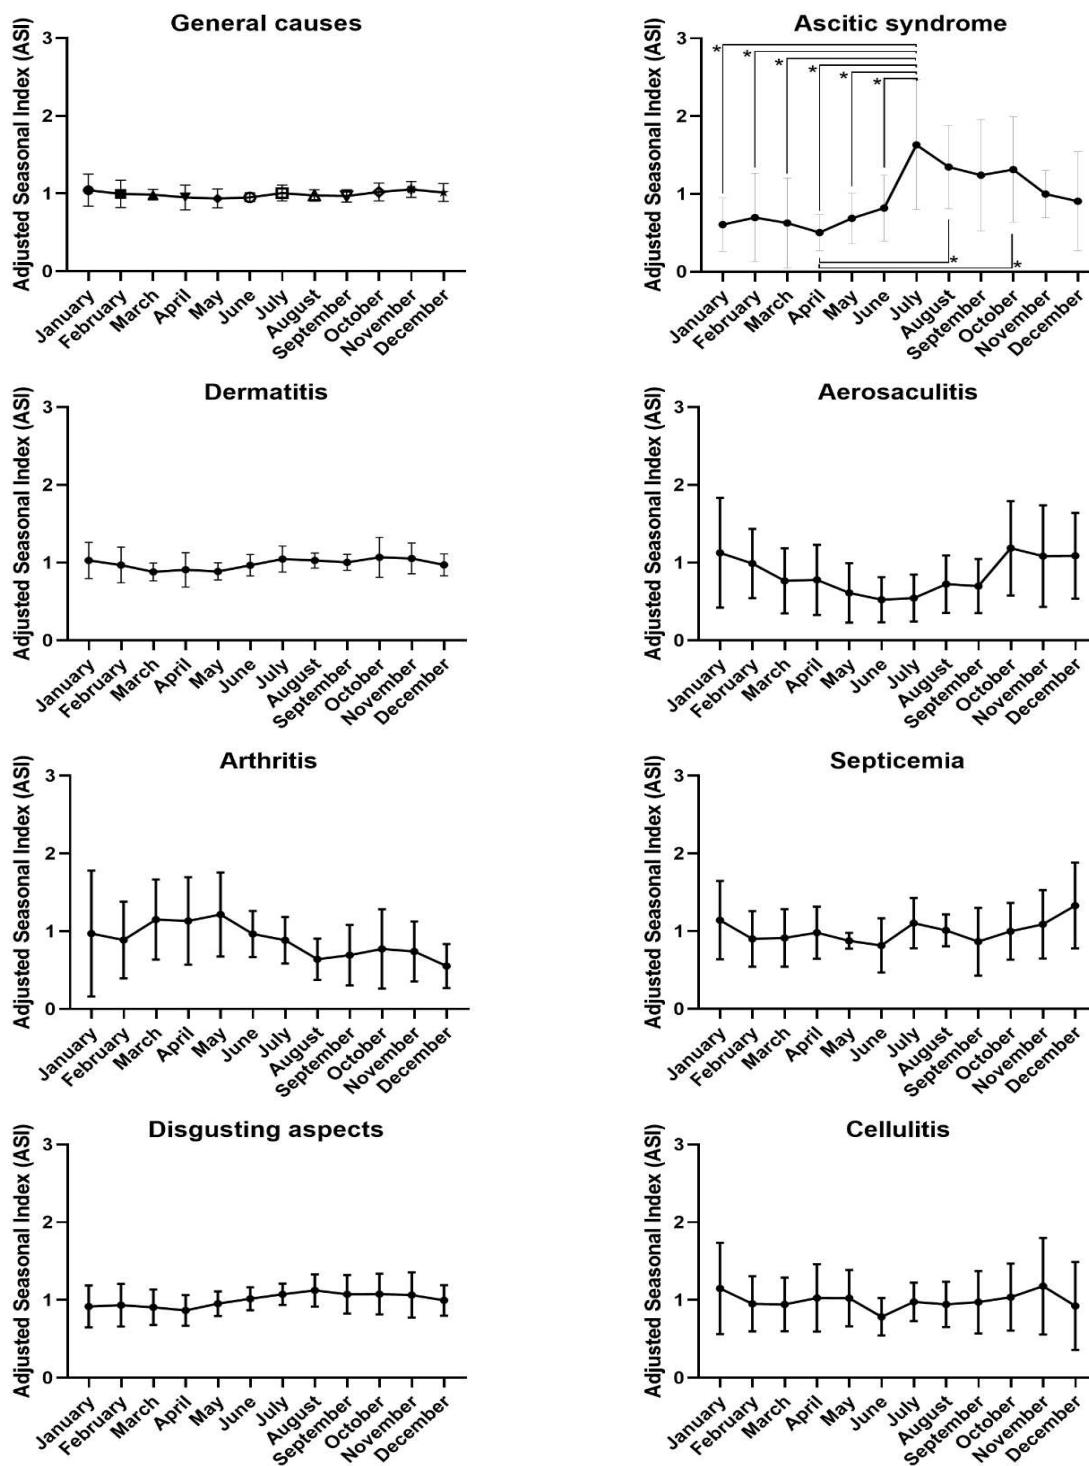 General causes
Adjusted Seasonal Index (ASI)
3
2
1
0
January
February
March
April
May
June
July
August
September
October
November
December
Ascitic syndrome
Adjusted Seasonal Index (ASI)
3
2
1
0
*
*
*
*
*
*
*
*
January
February
March
April
May
June
July
August
September
October
November
December
Dermatitis
Adjusted Seasonal Index (ASI)
3
2
1
0
January
February
March
April
May
June
July
August
September
October
November
December
Aerosaculitis
Adjusted Seasonal Index (ASI)
3
2
1
0
January
February
March
April
May
June
July
August
September
October
November
December
Arthritis
Adjusted Seasonal Index (ASI)
3
2
1
0
January
February
March
April
May
June
July
August
September
October
November
December
Septicemia
Adjusted Seasonal Index (ASI)
3
2
1
0
January
February
March
April
May
June
July
August
September
October
November
December
Disgusting aspects
Adjusted Seasonal Index (ASI)
3
2
1
0
January
February
March
April
May
June
July
August
September
October
November
December
Cellulitis
Adjusted Seasonal Index (ASI)
3
2
1
0
January
February
March
April
May
June
July
August
September
October
November
December